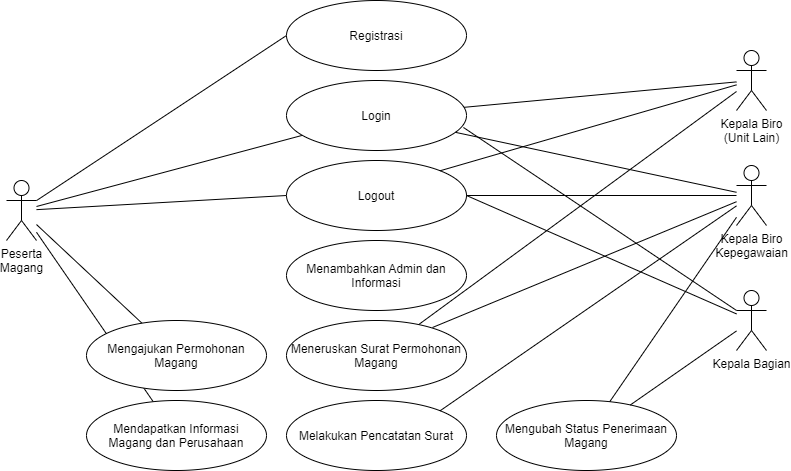 Registrasi
Login
Kepala Biro
(Unit Lain)
Logout
Peserta
Magang
Kepala Biro
Kepegawaian
Menambahkan Admin dan
Informasi
Mengajukan Permohonan
Magang
Meneruskan Surat Permohonan
Magang
Kepala Bagian
Mendapatkan Informasi
Magang dan Perusahaan
Melakukan Pencatatan Surat
Mengubah Status Penerimaan
Magang